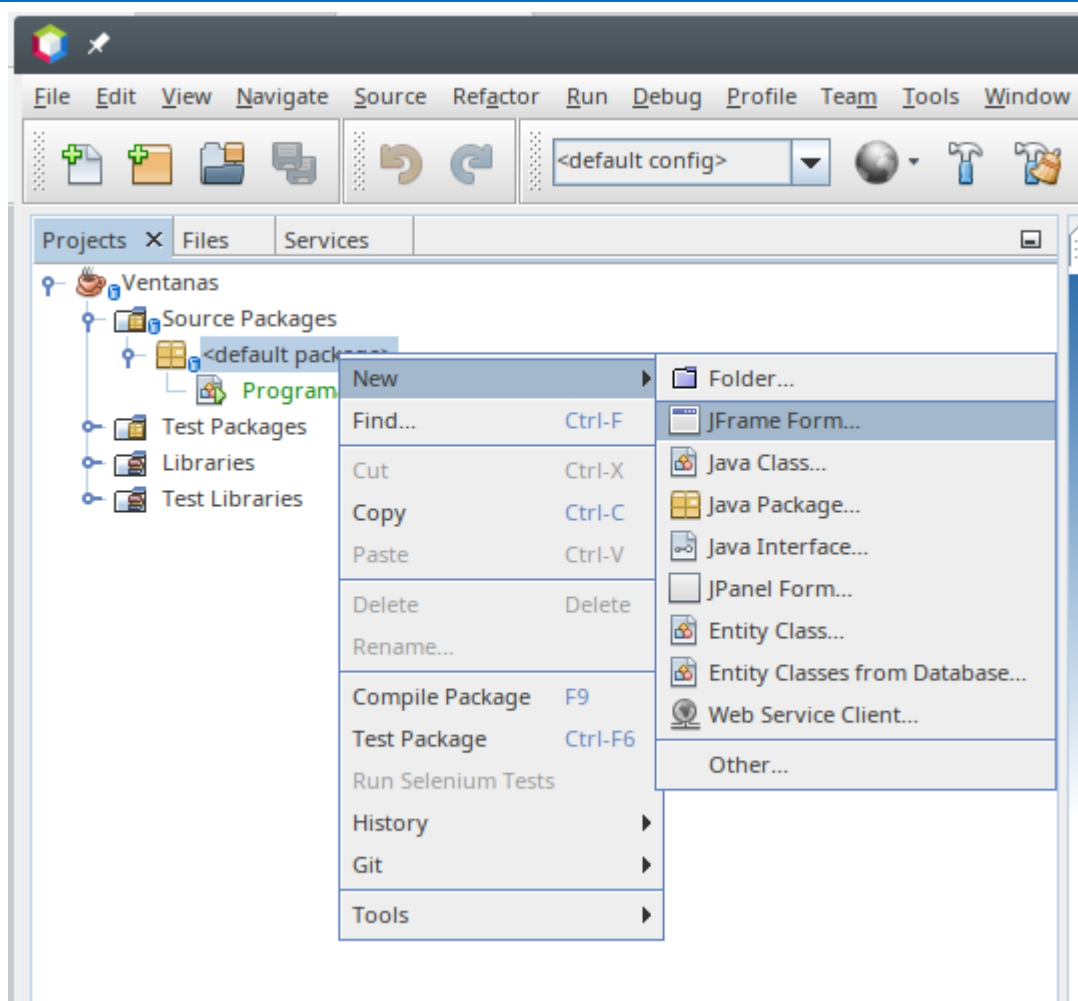 File Edit View Navigate Source Refactor Run Debug Profile Team Tools Window
<default config>
Projects Files Services
Ventanas
Source Packages
<default package>
Program
Test Packages
Libraries
Test Libraries
New
Find... Ctrl-F
Cut Ctrl-X
Copy Ctrl-C
Paste Ctrl-V
Delete Delete
Rename...
Compile Package F9
Test Package Ctrl-F6
Run Selenium Tests
History
Git
Tools
Folder...
JFrame Form...
Java Class...
Java Package...
Java Interface...
JPanel Form...
Entity Class...
Entity Classes from Database...
Web Service Client...
Other...